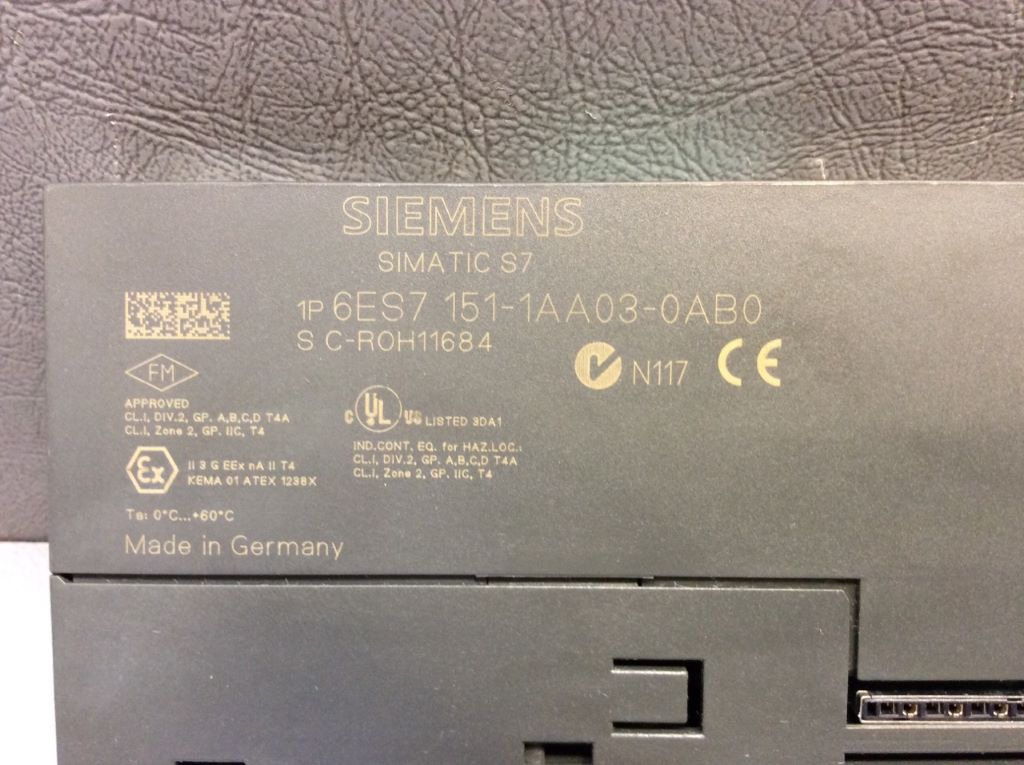 SIEMENS
SIMATIC S7
1P 6ES7 151-1AA03-0AB0
S C-R0H11684
N117 CE
FM
APPROVED
CL.I, DIV.2, GP. A,B,C,D T4A
CL.I, Zone 2, GP. IIC, T4
C UL US LISTED 3DA1
IND.CONT. EQ. for HAZ.LOC.:
CL.I, DIV.2, GP. A,B,C,D T4A
CL.I, Zone 2, GP. IIC, T4
Ex II 3 G EEx nA II T4
KEMA 01 ATEX 1238X
Ta: 0°C...+60°C
Made in Germany